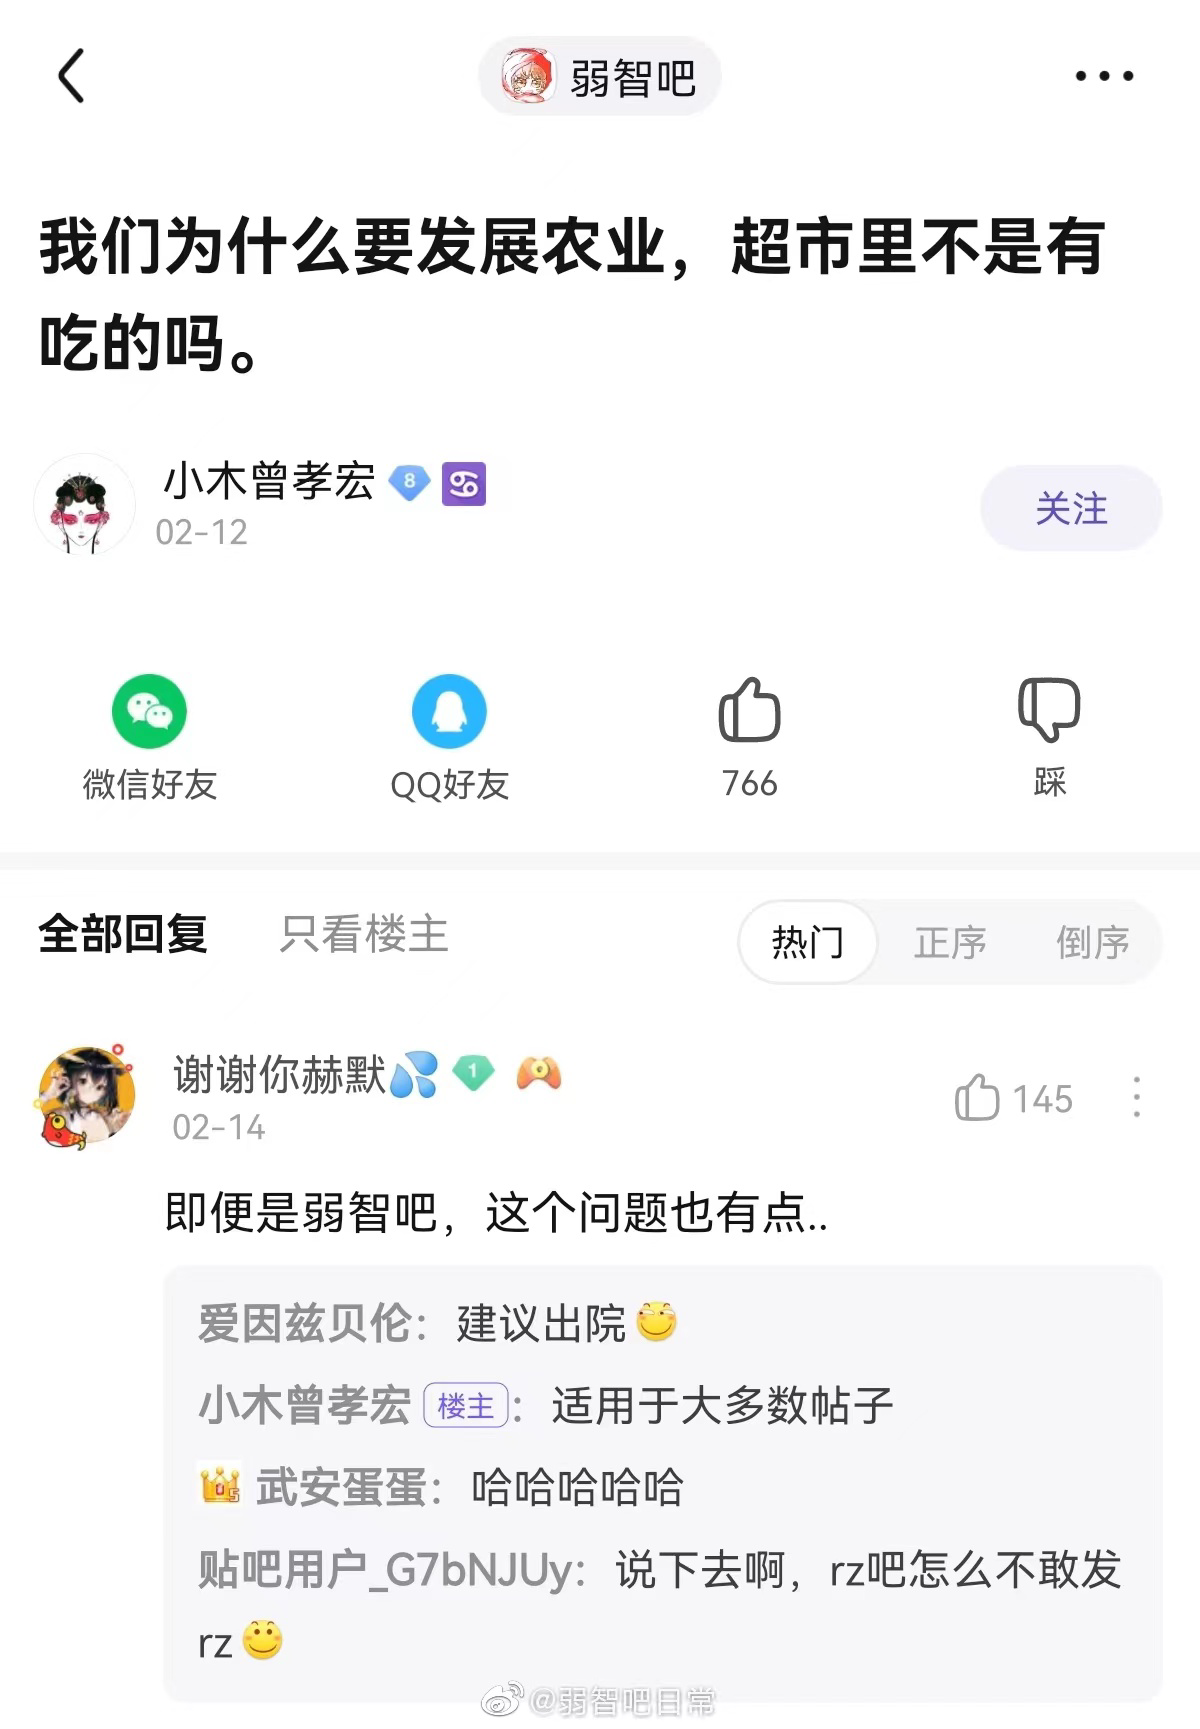 弱智吧
我们为什么要发展农业，超市里不是有
吃的吗。
小木曾孝宏 8
02-12
关注
微信好友
QQ好友
766
踩
全部回复
只看楼主
热门
正序
倒序
谢谢你赫默💦 1
02-14
145
即便是弱智吧，这个问题也有点..
爱因兹贝伦：建议出院
小木曾孝宏 楼主：适用于大多数帖子
武安蛋蛋：哈哈哈哈哈
贴吧用户_G7bNJUy：说下去啊，rz吧怎么不敢发
rz
@弱智吧日常